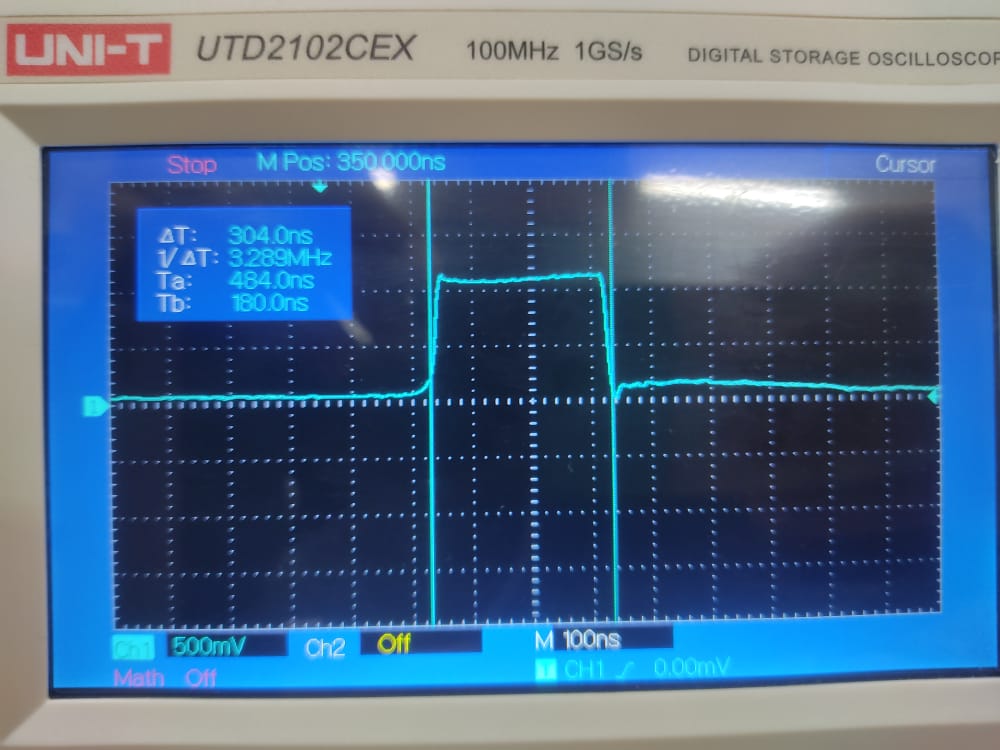 UNI-T UTD2102CEX 100MHz 1GS/s DIGITAL STORAGE OSCILLOSCOP
Stop M Pos: 350.000ns Cursor
ΔT: 304.0ns
1/ΔT: 3.289MHz
Ta: 484.0ns
Tb: 180.0ns
1
Ch1 500mV Ch2 Off M 100ns
T CH1 0.00mV
Math Off